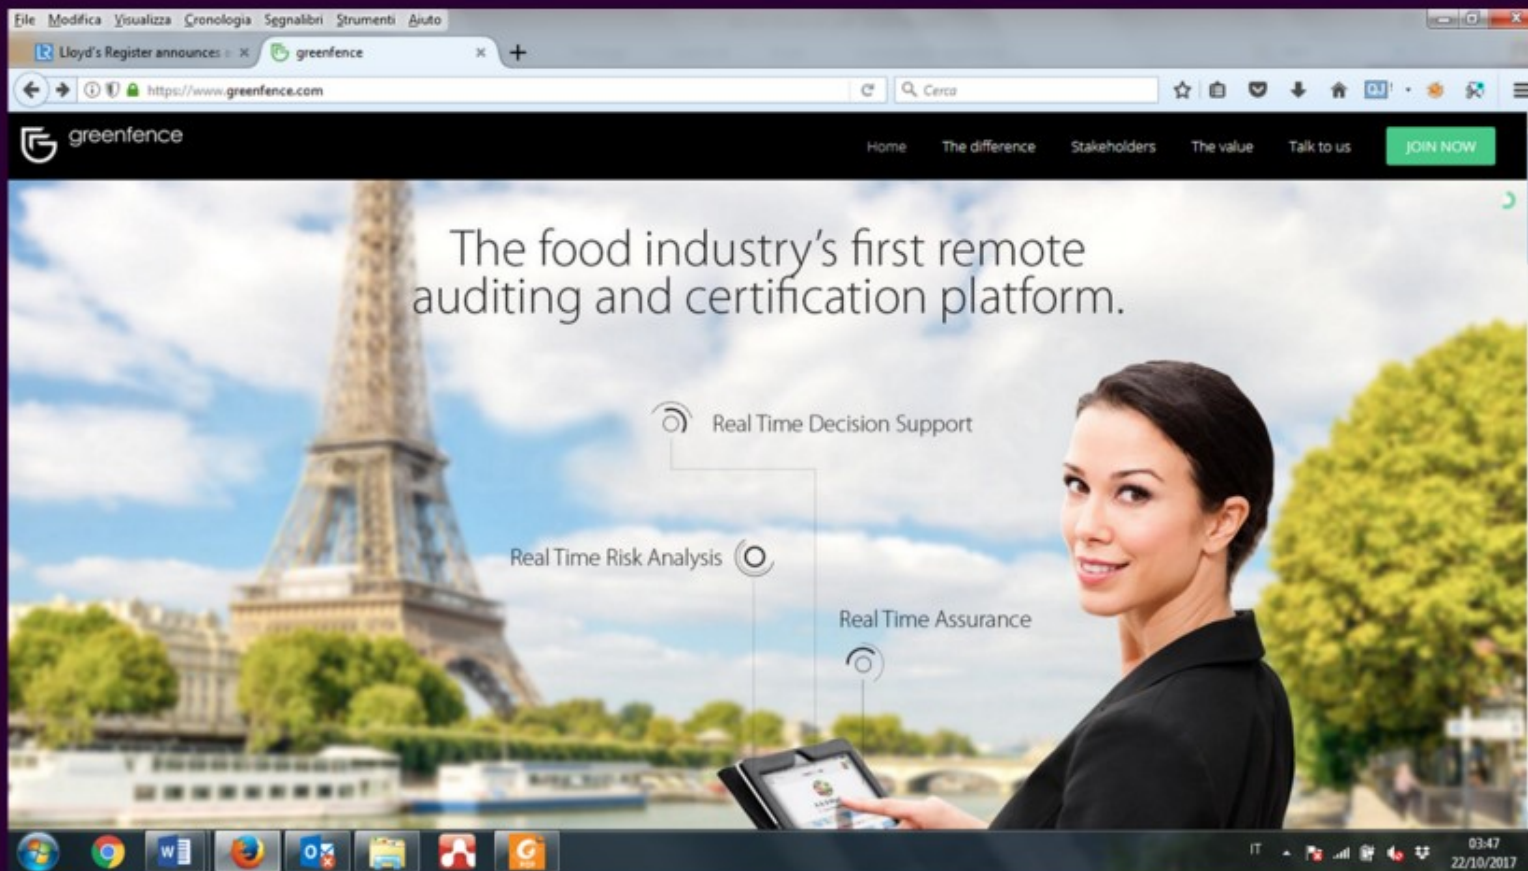 File Modifica Visualizza Cronologia Segnalibri Strumenti Aiuto
Lloyd's Register announces
greenfence
https://www.greenfence.com
Cerca
greenfence
Home The difference Stakeholders The value Talk to us JOIN NOW
The food industry's first remote
auditing and certification platform.
Real Time Decision Support
Real Time Risk Analysis
Real Time Assurance
IT
03:47
22/10/2017